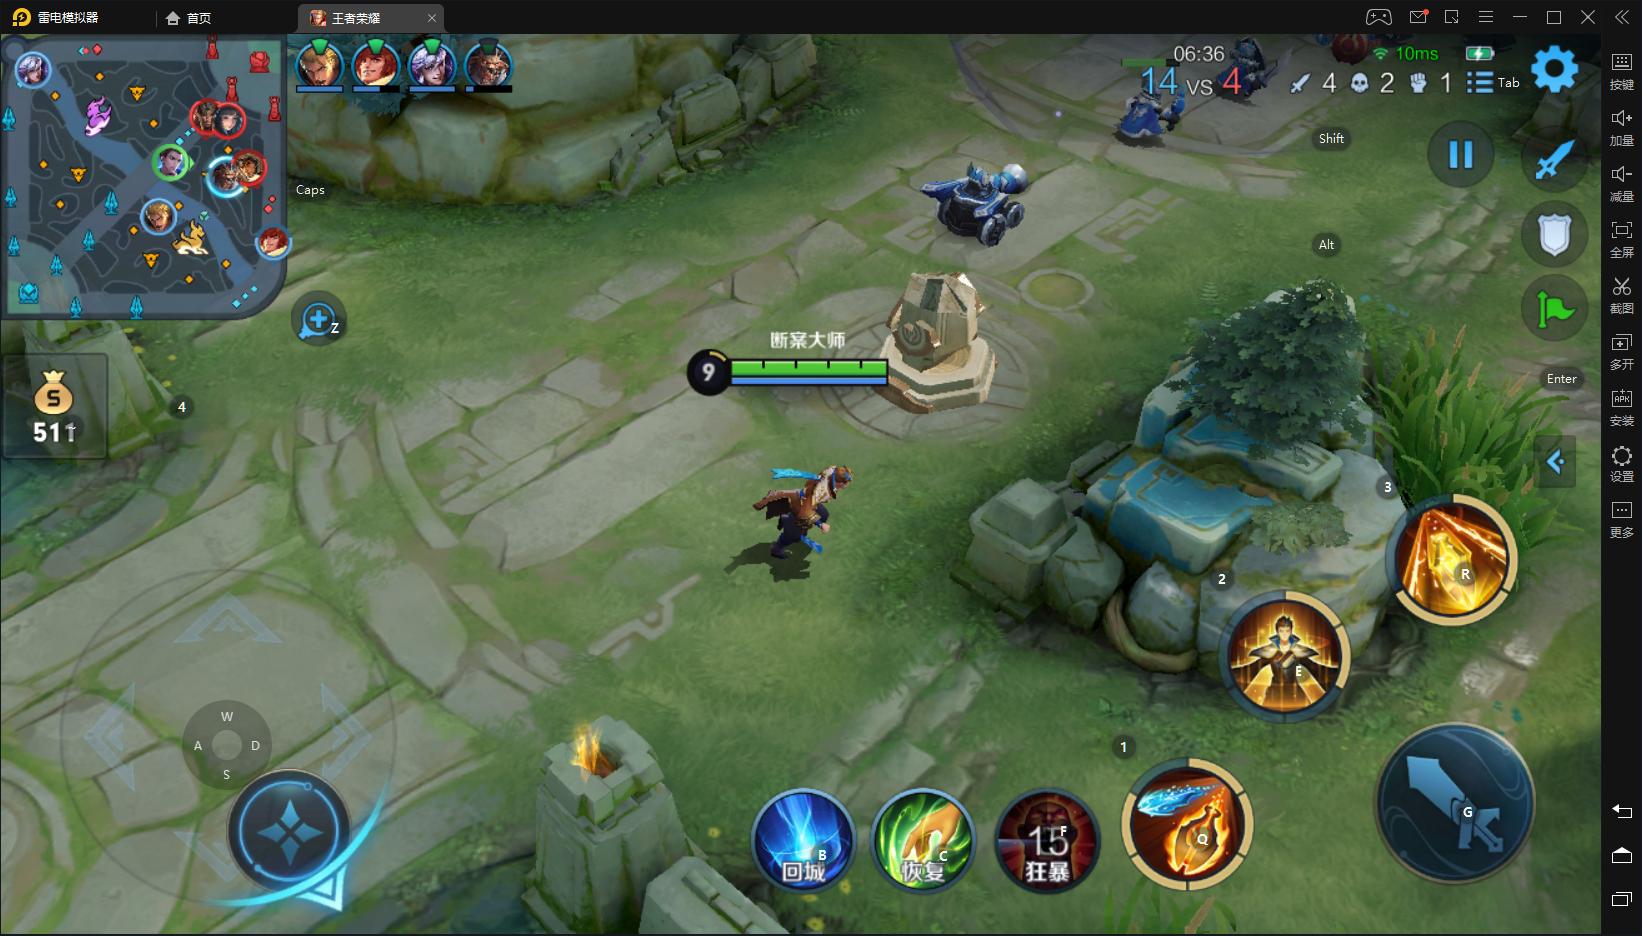 雷电模拟器
首页
王者荣耀
06:36
10ms
14 vs 4
4
2
1
Tab
Shift
Caps
Alt
Z
Enter
断案大师
9
S
511
4
3
2
1
R
E
Q
G
W
A
D
S
B
回城
C
恢复
15
F
狂暴
按键
加量
减量
全屏
截图
多开
APK
安装
设置
更多